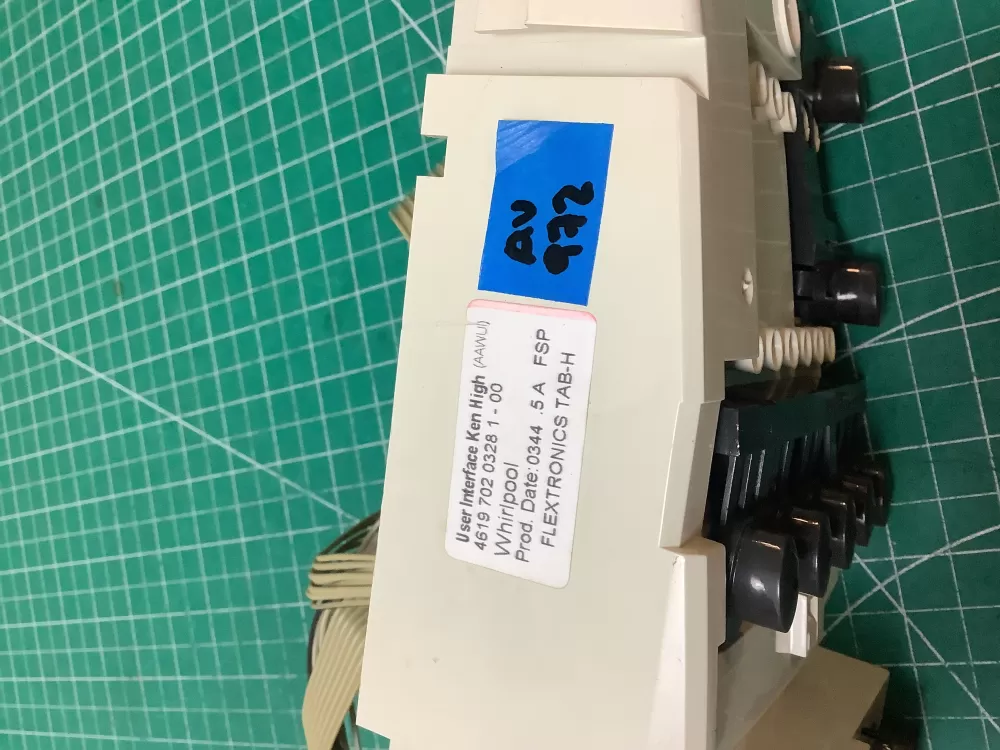 AV
972
User Interface Ken High (AAWUI)
4619 702 0328 1 - 00
Whirlpool
Prod. Date:0344 .5 A FSP
FLEXTRONICS TAB-H